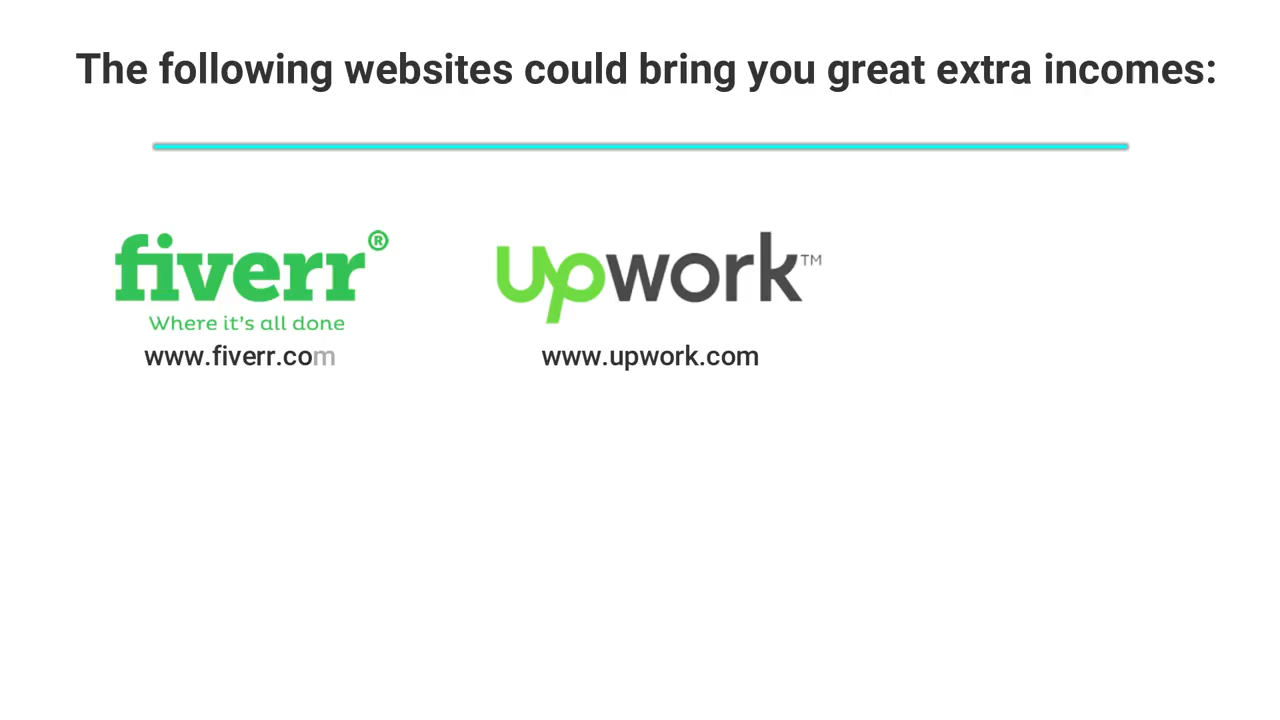 The following websites could bring you great extra incomes:
fiverr®
Where it's all done
www.fiverr.com
upwork™
www.upwork.com